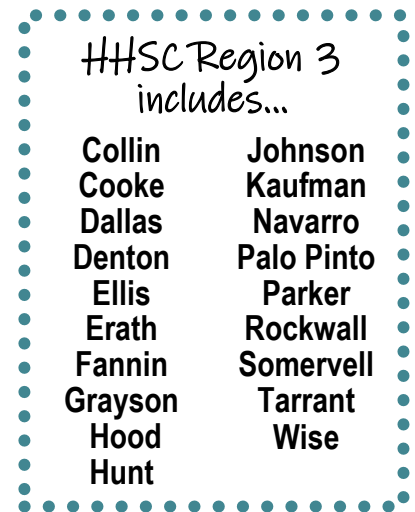 HHSC Region 3
includes...
Collin
Cooke
Dallas
Denton
Ellis
Erath
Fannin
Grayson
Hood
Hunt
Johnson
Kaufman
Navarro
Palo Pinto
Parker
Rockwall
Somervell
Tarrant
Wise